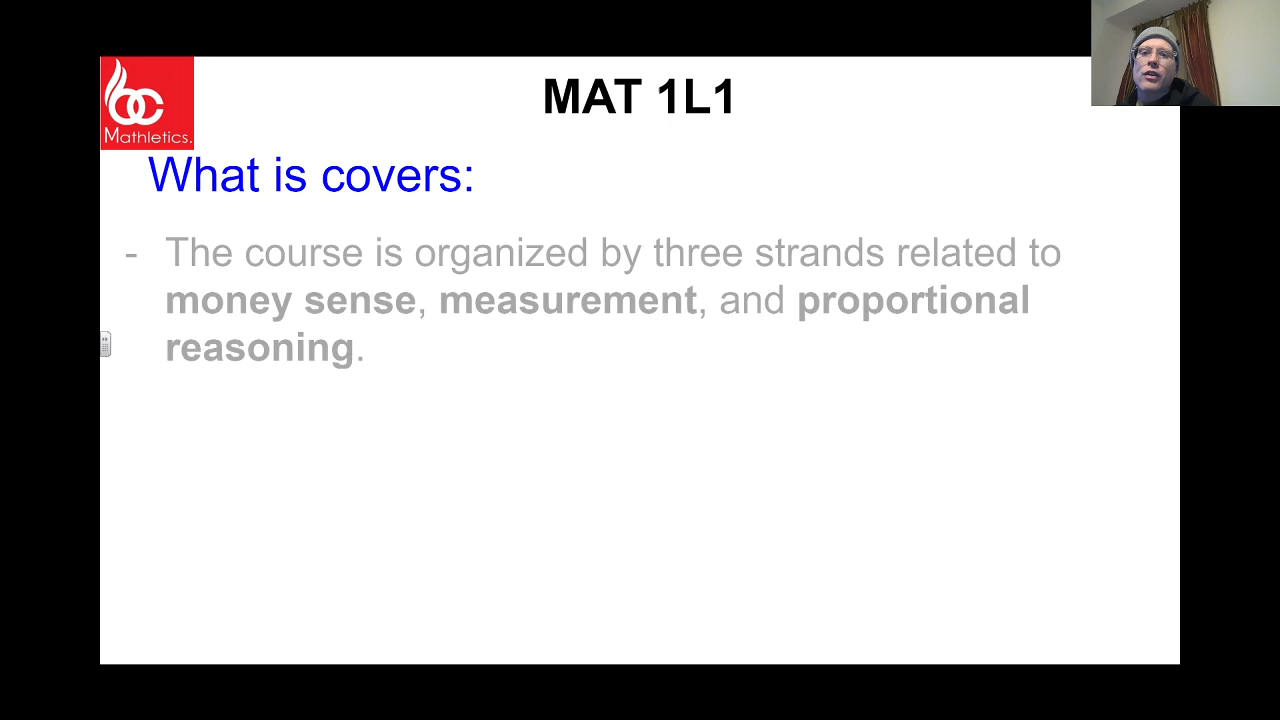 MAT 1L1
Mathletics.
What is covers:
- The course is organized by three strands related to
money sense, measurement, and proportional
reasoning.